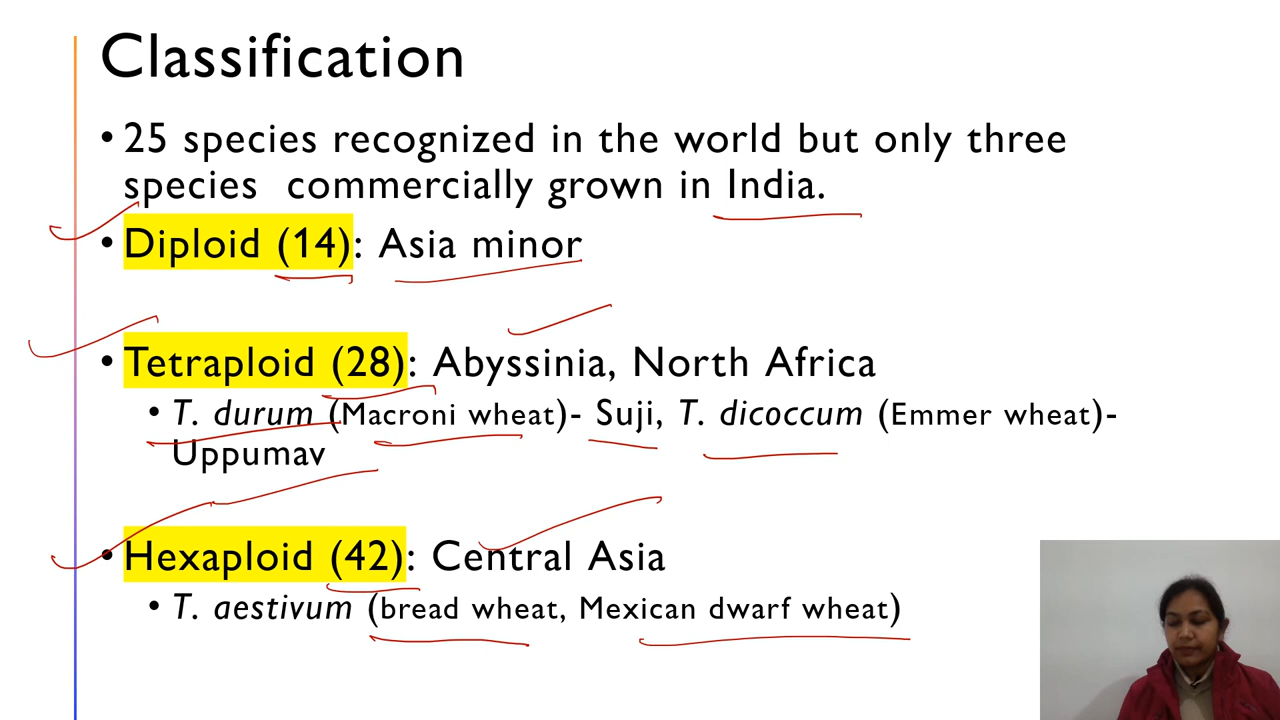 Classification
• 25 species recognized in the world but only three
species commercially grown in India.
• Diploid (14): Asia minor
• Tetraploid (28): Abyssinia, North Africa
• T. durum (Macroni wheat)- Suji, T. dicoccum (Emmer wheat)-
Uppumav
• Hexaploid (42): Central Asia
• T. aestivum (bread wheat, Mexican dwarf wheat)